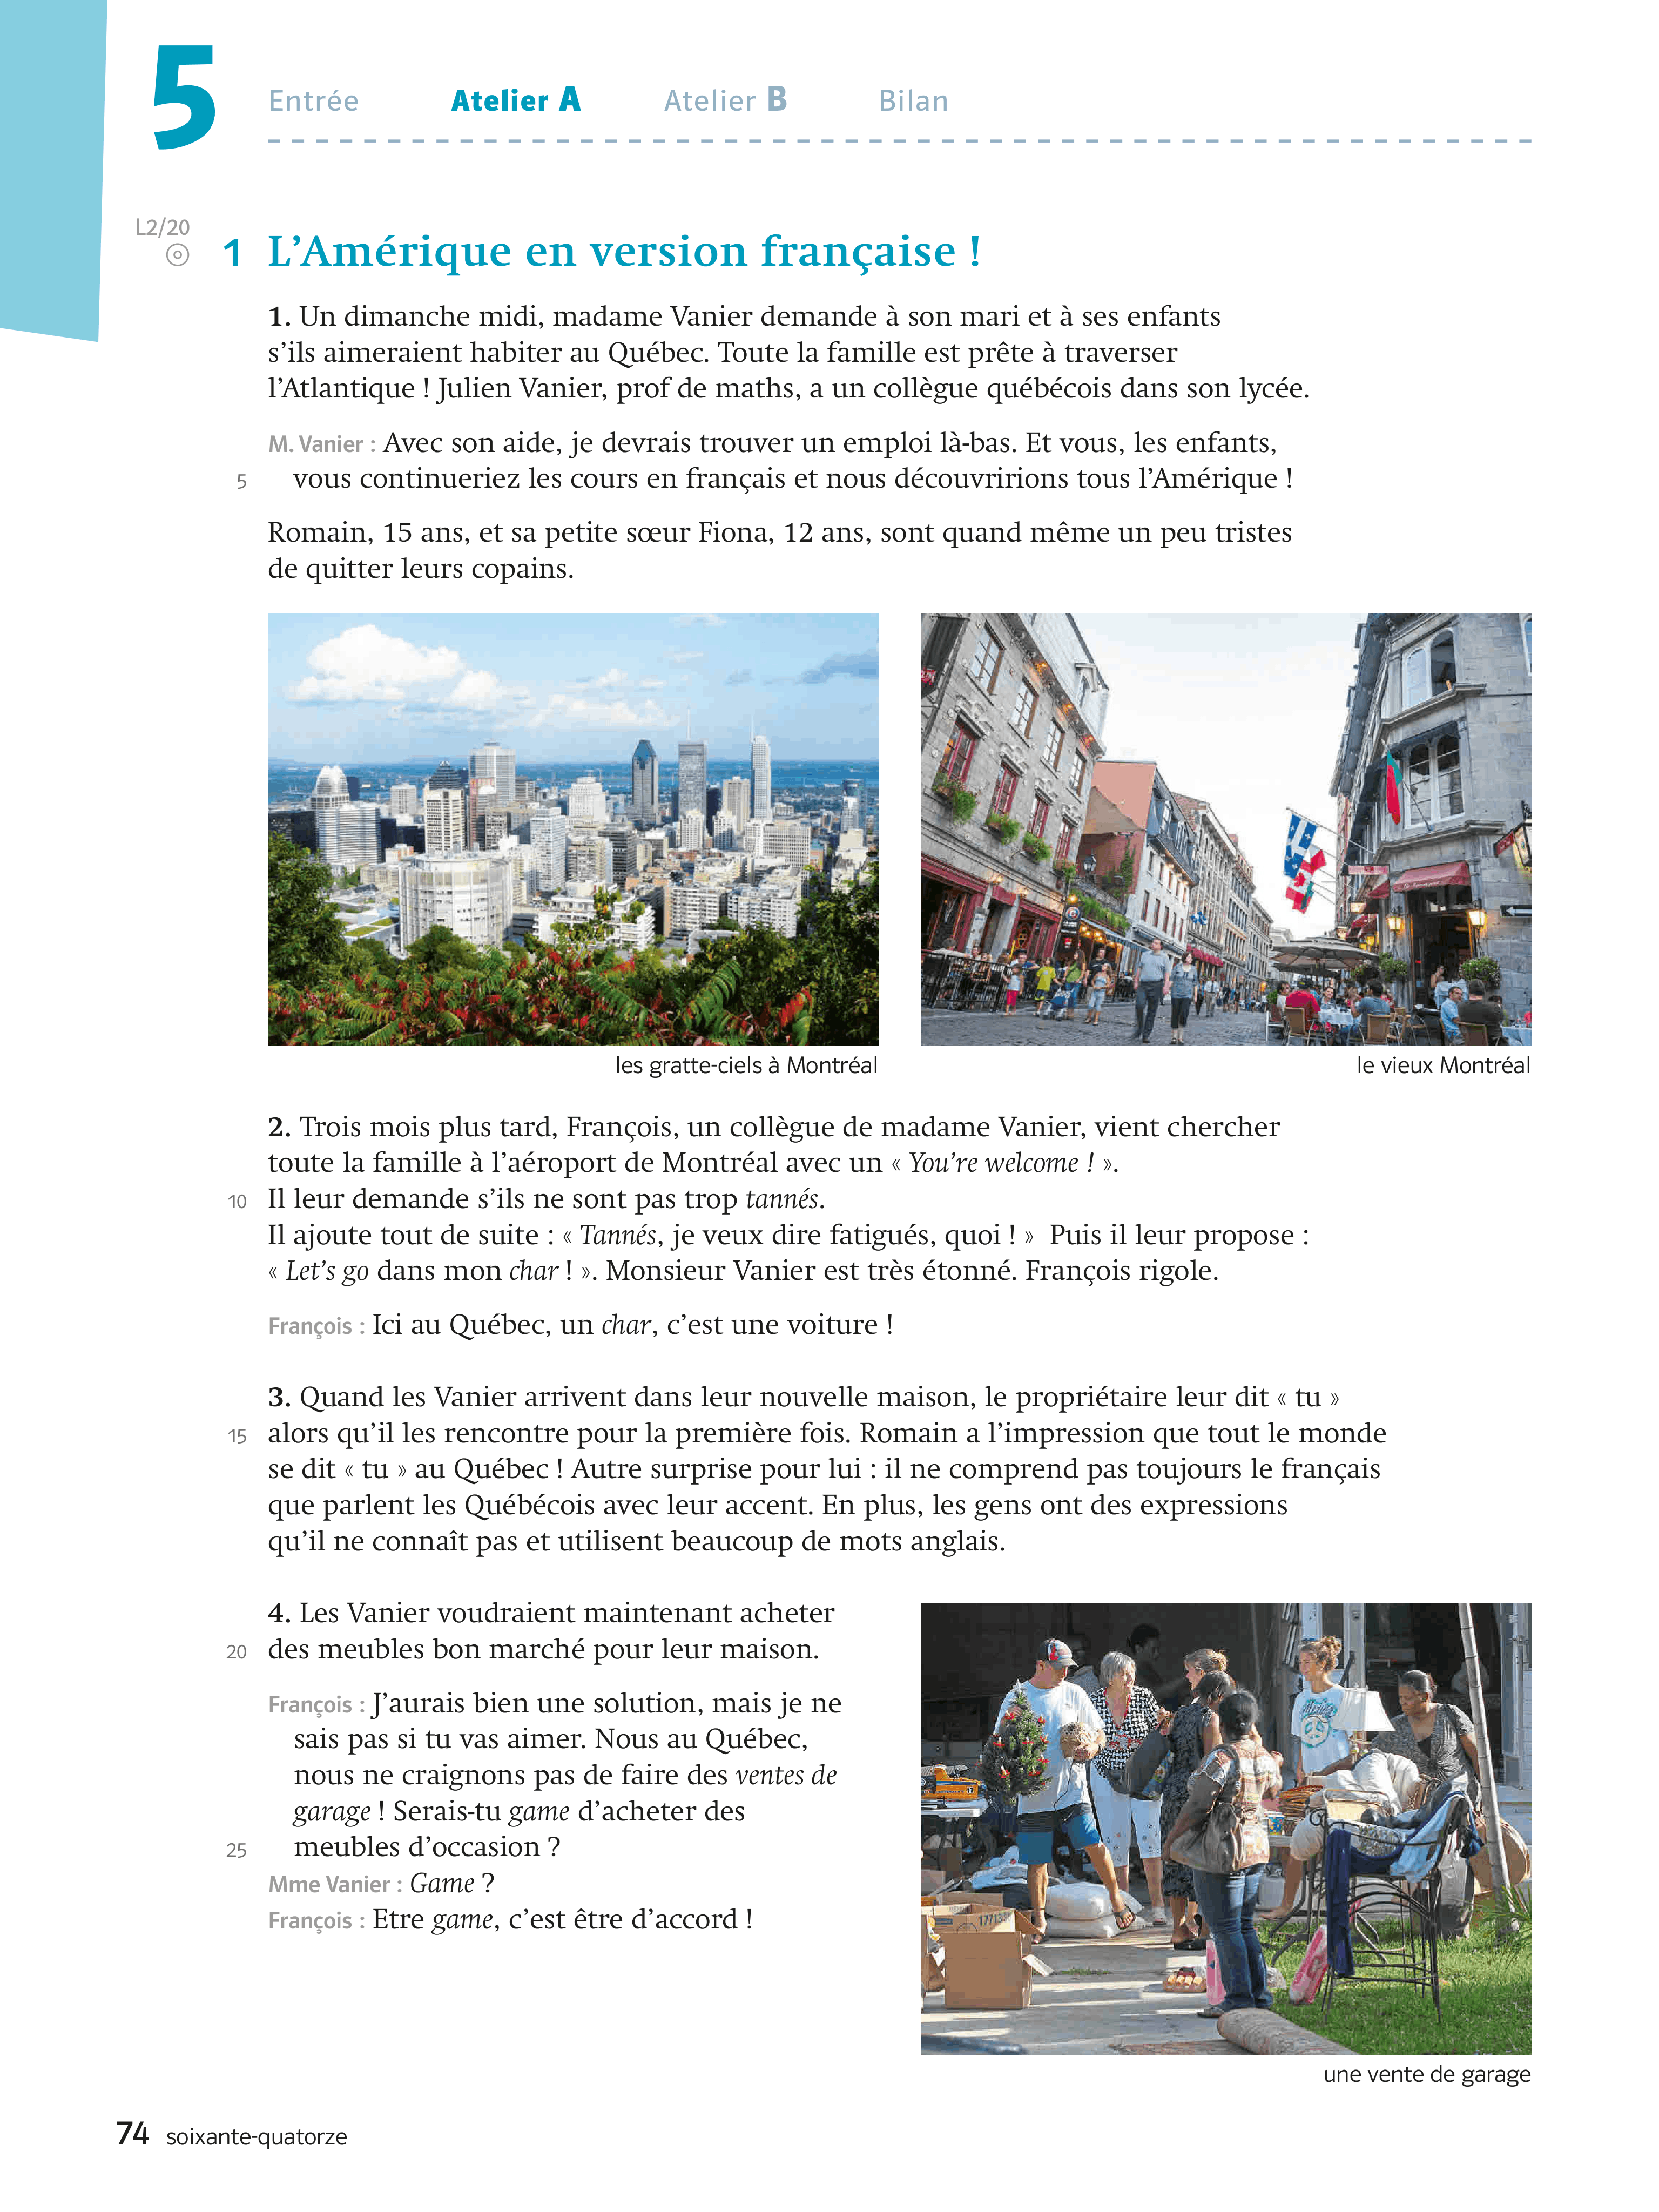 5
Entrée Atelier A Atelier B Bilan
L2/20
1 L’Amérique en version française !
1. Un dimanche midi, madame Vanier demande à son mari et à ses enfants
s’ils aimeraient habiter au Québec. Toute la famille est prête à traverser
l’Atlantique ! Julien Vanier, prof de maths, a un collègue québécois dans son lycée.
M. Vanier : Avec son aide, je devrais trouver un emploi là-bas. Et vous, les enfants,
5 vous continueriez les cours en français et nous découvririons tous l’Amérique !
Romain, 15 ans, et sa petite sœur Fiona, 12 ans, sont quand même un peu tristes
de quitter leurs copains.
les gratte-ciels à Montréal
le vieux Montréal
2. Trois mois plus tard, François, un collègue de madame Vanier, vient chercher
toute la famille à l’aéroport de Montréal avec un « You’re welcome ! ».
10 Il leur demande s’ils ne sont pas trop tannés.
Il ajoute tout de suite : « Tannés, je veux dire fatigués, quoi ! » Puis il leur propose :
« Let’s go dans mon char ! ». Monsieur Vanier est très étonné. François rigole.
François : Ici au Québec, un char, c’est une voiture !
3. Quand les Vanier arrivent dans leur nouvelle maison, le propriétaire leur dit « tu »
15 alors qu’il les rencontre pour la première fois. Romain a l’impression que tout le monde
se dit « tu » au Québec ! Autre surprise pour lui : il ne comprend pas toujours le français
que parlent les Québécois avec leur accent. En plus, les gens ont des expressions
qu’il ne connaît pas et utilisent beaucoup de mots anglais.
4. Les Vanier voudraient maintenant acheter
20 des meubles bon marché pour leur maison.
François : J’aurais bien une solution, mais je ne
sais pas si tu vas aimer. Nous au Québec,
nous ne craignons pas de faire des ventes de
garage ! Serais-tu game d’acheter des
25 meubles d’occasion ?
Mme Vanier : Game ?
François : Etre game, c’est être d’accord !
une vente de garage
74 soixante-quatorze